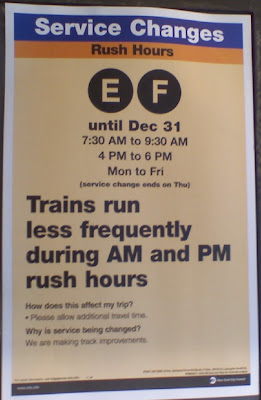 Service Changes
Rush Hours
E F
until Dec 31
7:30 AM to 9:30 AM
4 PM to 6 PM
Mon to Fri
(service change ends on Thu)
Trains run
less frequently
during AM and PM
rush hours
How does this affect my trip?
• Please allow additional travel time.
Why is service being changed?
We are making track improvements.